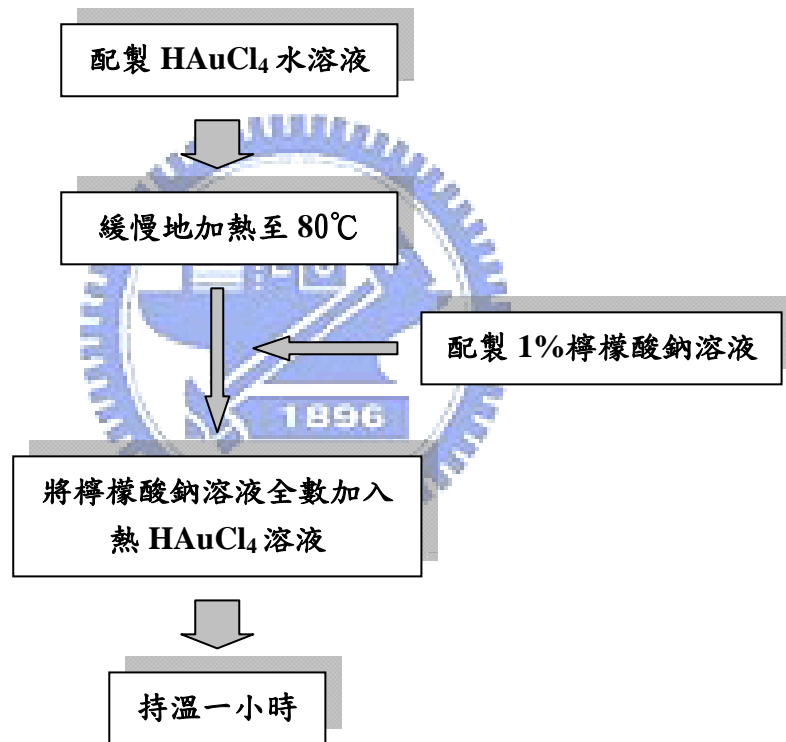 配製 HAuCl4 水溶液
緩慢地加熱至 80℃
配製 1%檸檬酸鈉溶液
1896
將檸檬酸鈉溶液全數加入
熱 HAuCl4 溶液
持溫一小時